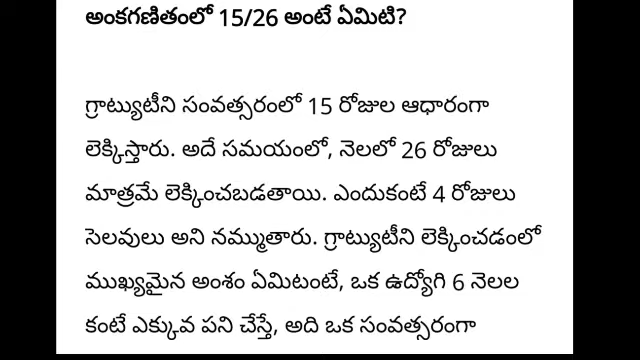 అంకగణితంలో 15/26 అంటే ఏమిటి?
గ్రాట్యుటీని సంవత్సరంలో 15 రోజుల ఆధారంగా
లెక్కిస్తారు. అదే సమయంలో, నెలలో 26 రోజులు
మాత్రమే లెక్కించబడతాయి. ఎందుకంటే 4 రోజులు
సెలవులు అని నమ్ముతారు. గ్రాట్యుటీని లెక్కించడంలో
ముఖ్యమైన అంశం ఏమిటంటే, ఒక ఉద్యోగి 6 నెలల
కంటే ఎక్కువ పని చేస్తే, అది ఒక సంవత్సరంగా